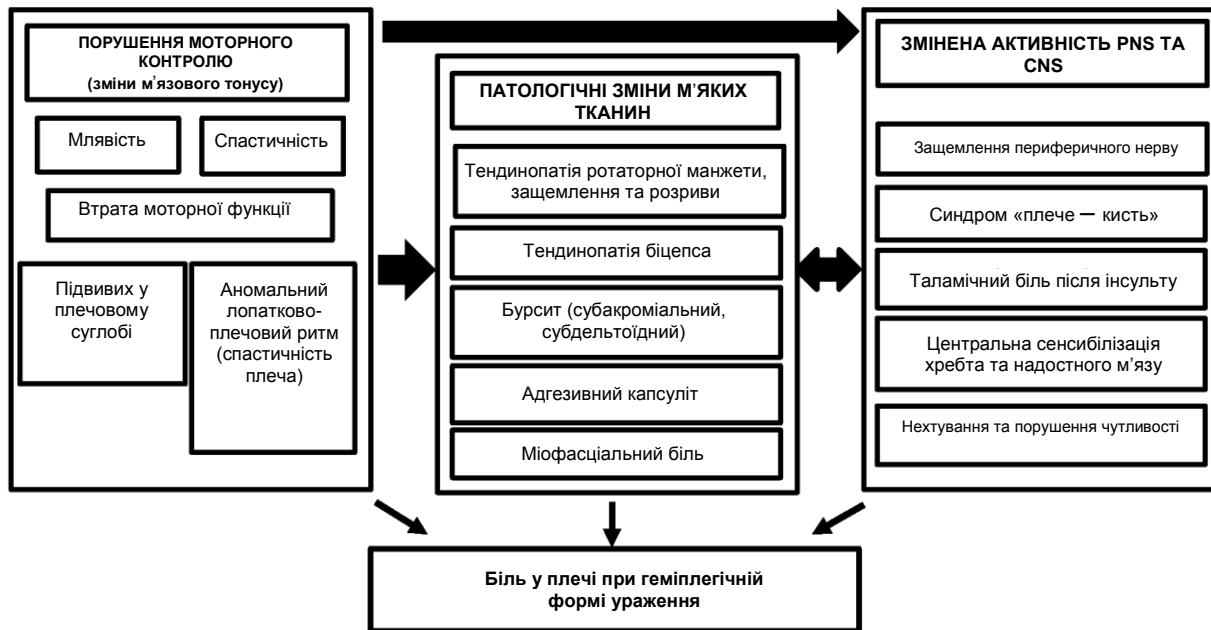 ПОРУШЕННЯ МОТОРНОГО
КОНТРОЛЮ
(зміни м'язового тонусу)
Млявість
Спастичність
Втрата моторної функції
Підвивих у
плечовому
суглобі
Аномальний
лопатково-
плечовий ритм
(спастичність
плеча)
ПАТОЛОГІЧНІ ЗМІНИ М'ЯКИХ
ТКАНИН
Тендинопатія ротаторної манжети,
защемлення та розриви
Тендинопатія біцепса
Бурсит (субакроміальний,
субдельтоїдний)
Адгезивний капсуліт
Міофасціальний біль
ЗМІНЕНА АКТИВНІСТЬ PNS ТА
CNS
Защемлення периферичного нерву
Синдром «плече – кисть»
Таламічний біль після інсульту
Центральна сенсибілізація
хребта та надостного м'язу
Нехтування та порушення чутливості
Біль у плечі при геміплегічній
формі ураження